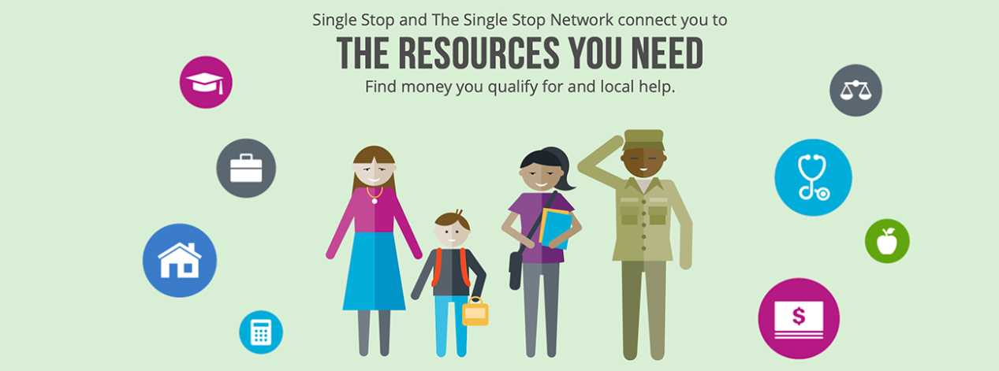 Single Stop and The Single Stop Network connect you to
THE RESOURCES YOU NEED
Find money you qualify for and local help.
$